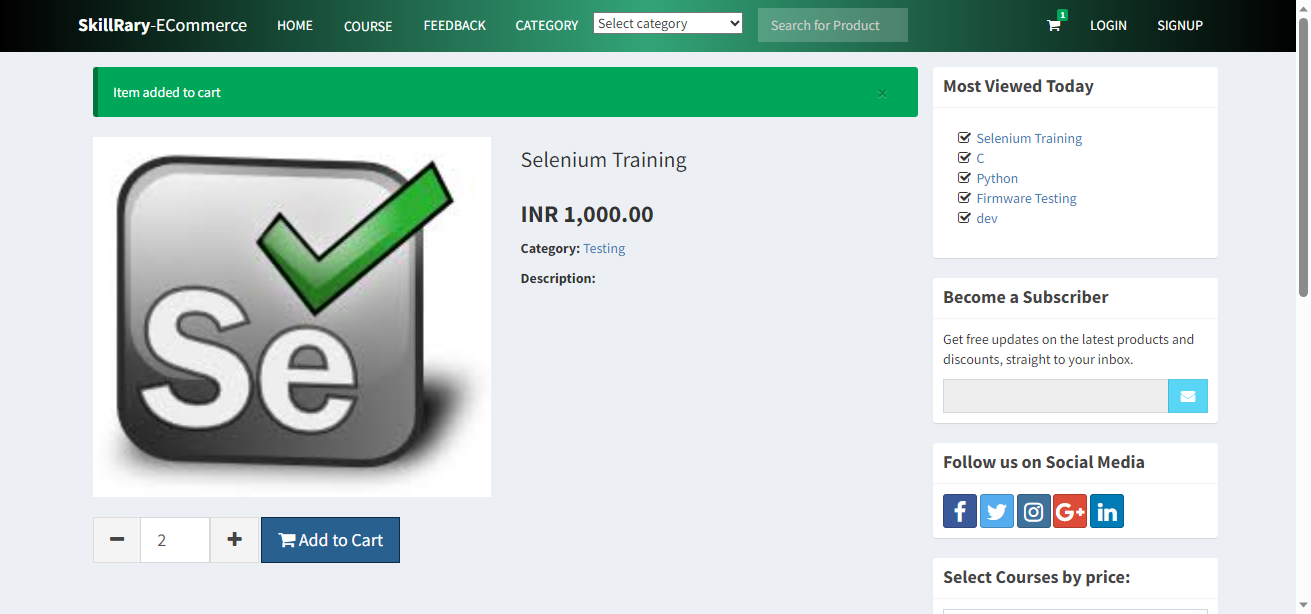 SkillRary-ECommerce HOME COURSE FEEDBACK CATEGORY Select category Search for Product 1 LOGIN SIGNUP
Item added to cart ×
Selenium Training
INR 1,000.00
Category: Testing
Description:
Se
2 Add to Cart
Most Viewed Today
Selenium Training
C
Python
Firmware Testing
dev
Become a Subscriber
Get free updates on the latest products and
discounts, straight to your inbox.
Follow us on Social Media
f G+ in
Select Courses by price: